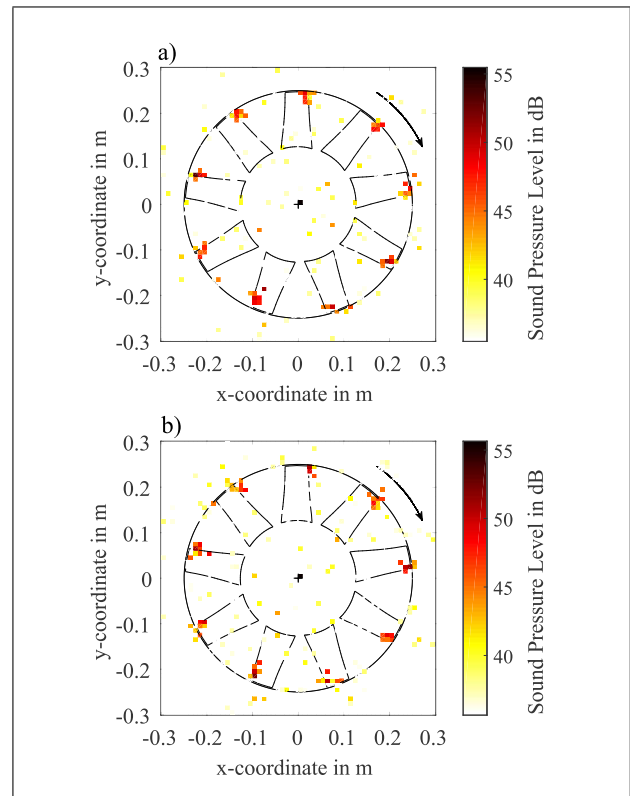 a)
0.3
0.2
0.1
0
-0.1
-0.2
-0.3
y-coordinate in m
-0.3 -0.2 -0.1 0 0.1 0.2 0.3
x-coordinate in m
55
50
45
40
Sound Pressure Level in dB
b)
0.3
0.2
0.1
0
-0.1
-0.2
-0.3
y-coordinate in m
-0.3 -0.2 -0.1 0 0.1 0.2 0.3
x-coordinate in m
55
50
45
40
Sound Pressure Level in dB